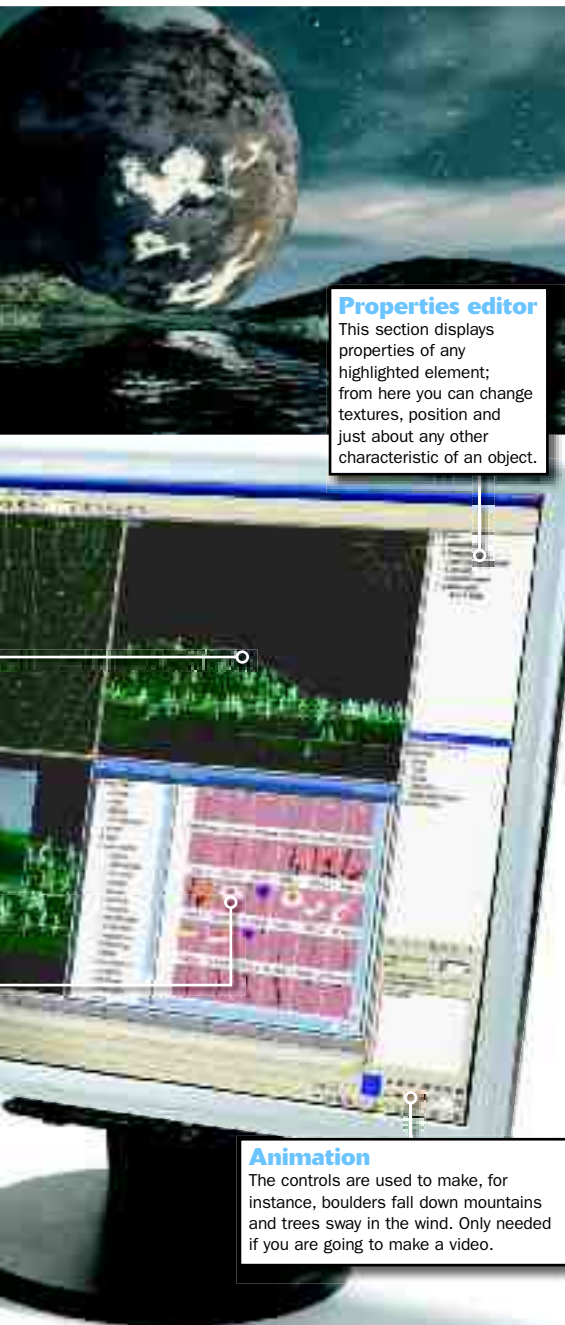 Properties editor
This section displays
properties of any
highlighted element;
from here you can change
textures, position and
just about any other
characteristic of an object.
Animation
The controls are used to make, for
instance, boulders fall down mountains
and trees sway in the wind. Only needed
if you are going to make a video.